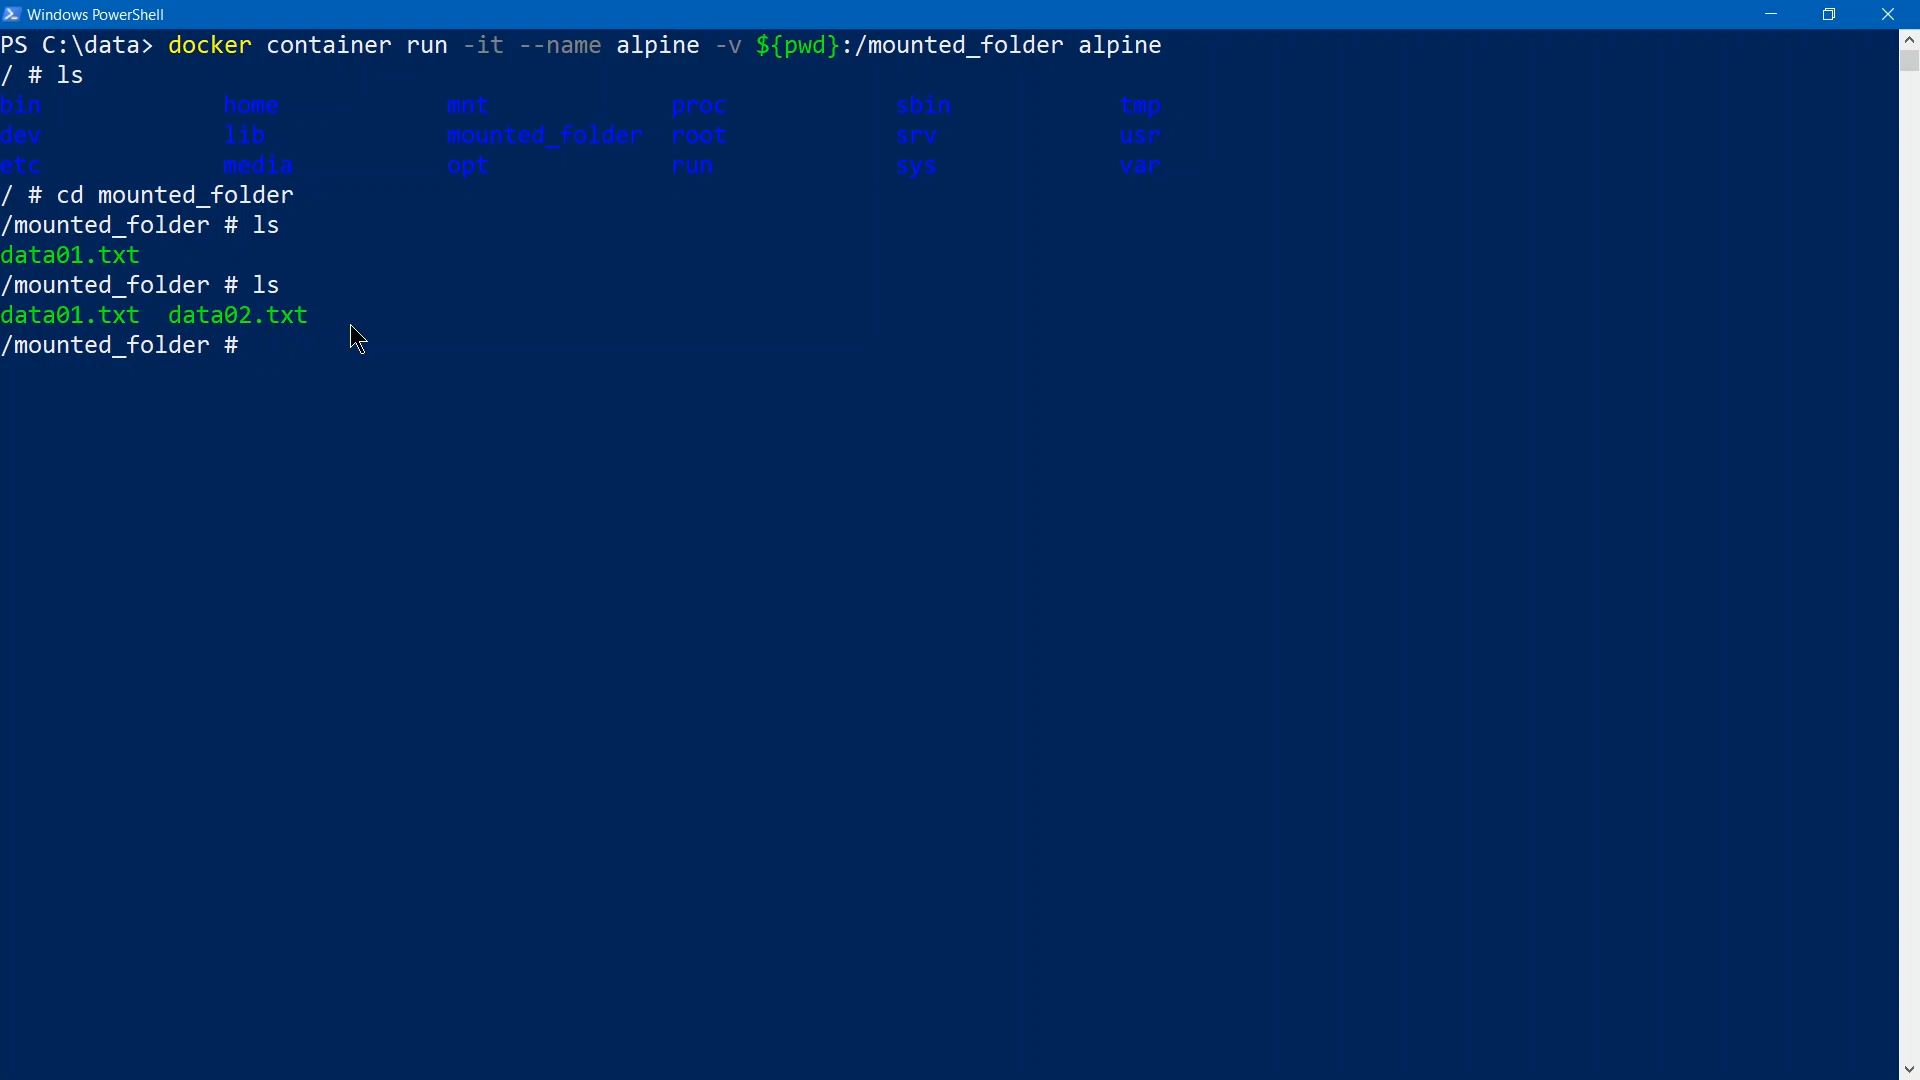 Windows PowerShell
PS C:\data> docker container run -it --name alpine -v ${pwd}:/mounted_folder alpine
/ # ls
bin home mnt proc sbin tmp
dev lib mounted_folder root srv usr
etc media opt run sys var
/ # cd mounted_folder
/mounted_folder # ls
data01.txt
/mounted_folder # ls
data01.txt data02.txt
/mounted_folder #